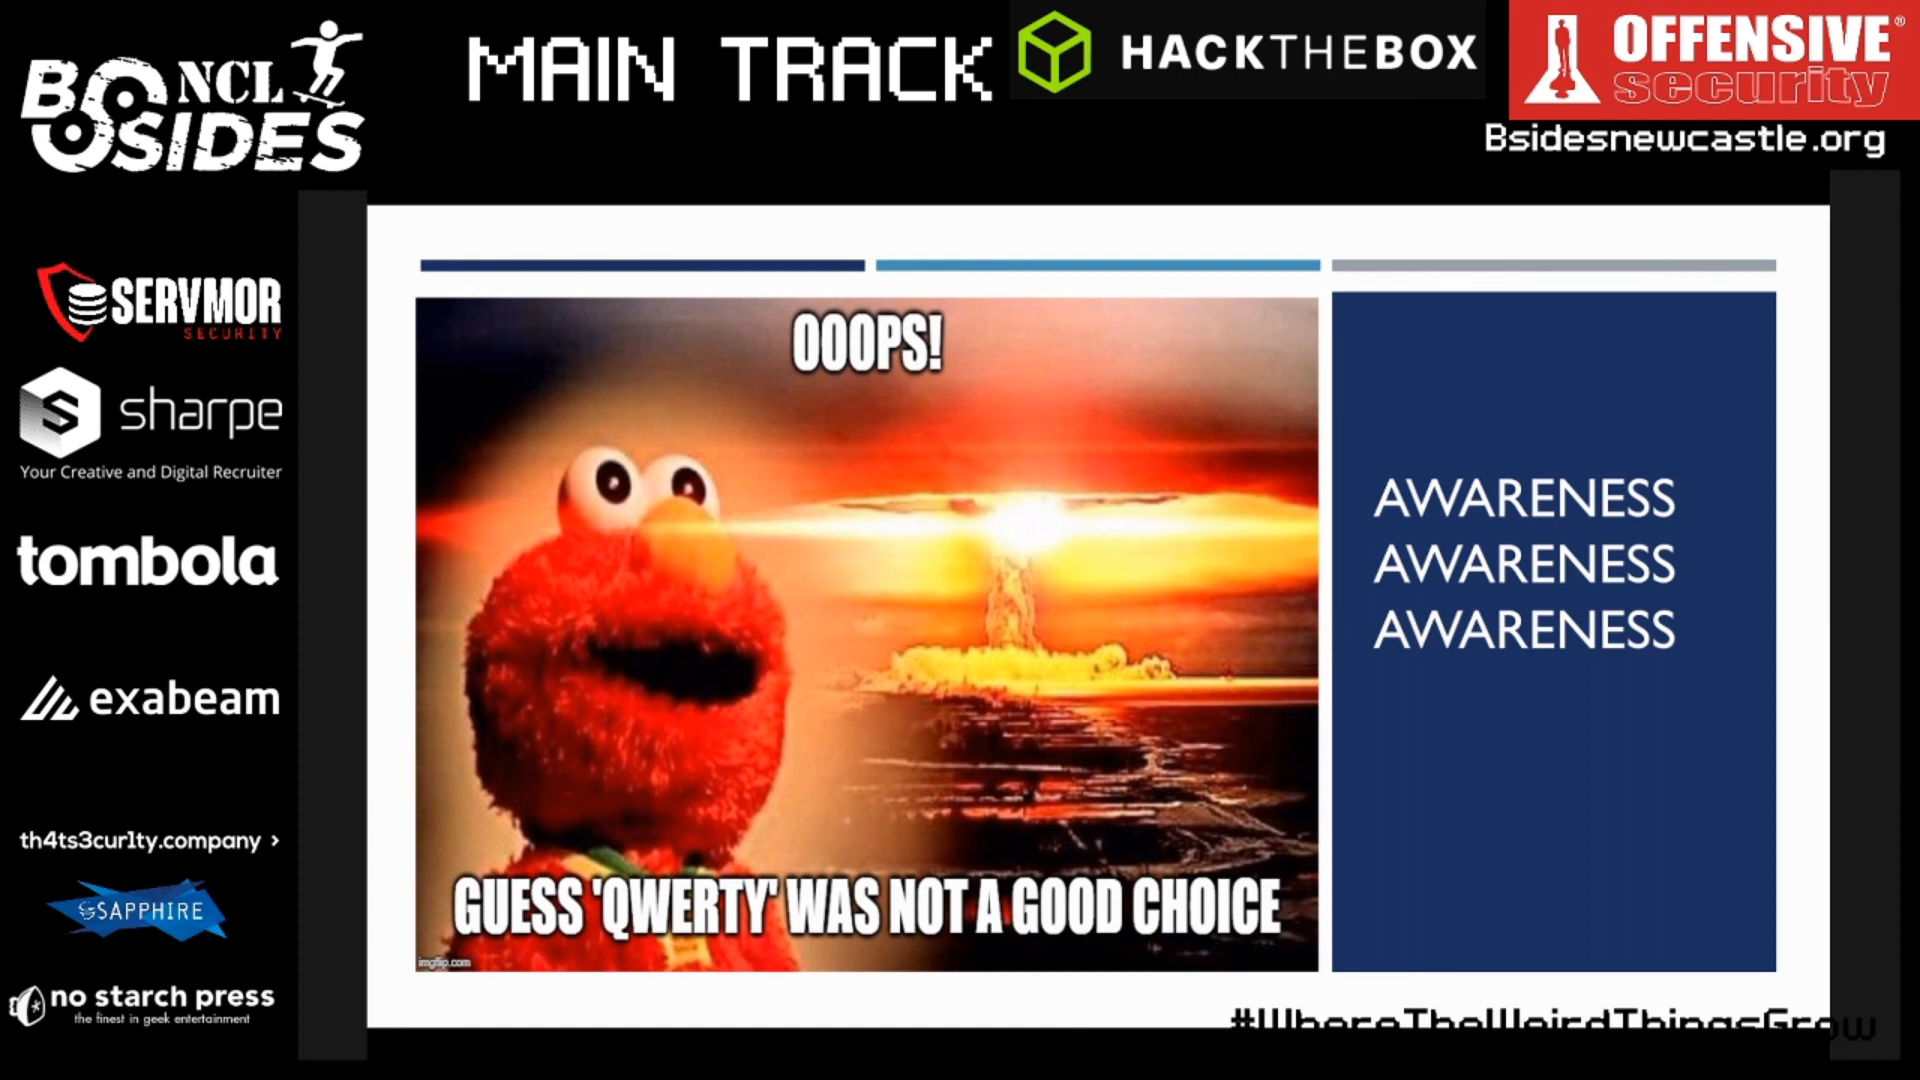 BSIDES NCL
MAIN TRACK
HACKTHEBOX
OFFENSIVE®
security
Bsidesnewcastle.org
SERVMOR
SECURITY
S sharpe
Your Creative and Digital Recruiter
tombola
exabeam
th4ts3cur1ty.company >
SAPPHIRE
no starch press
the finest in geek entertainment
OOOPS!
GUESS 'QWERTY' WAS NOT A GOOD CHOICE
imgflip.com
AWARENESS
AWARENESS
AWARENESS
#WhereTheWeirdThingsGrow